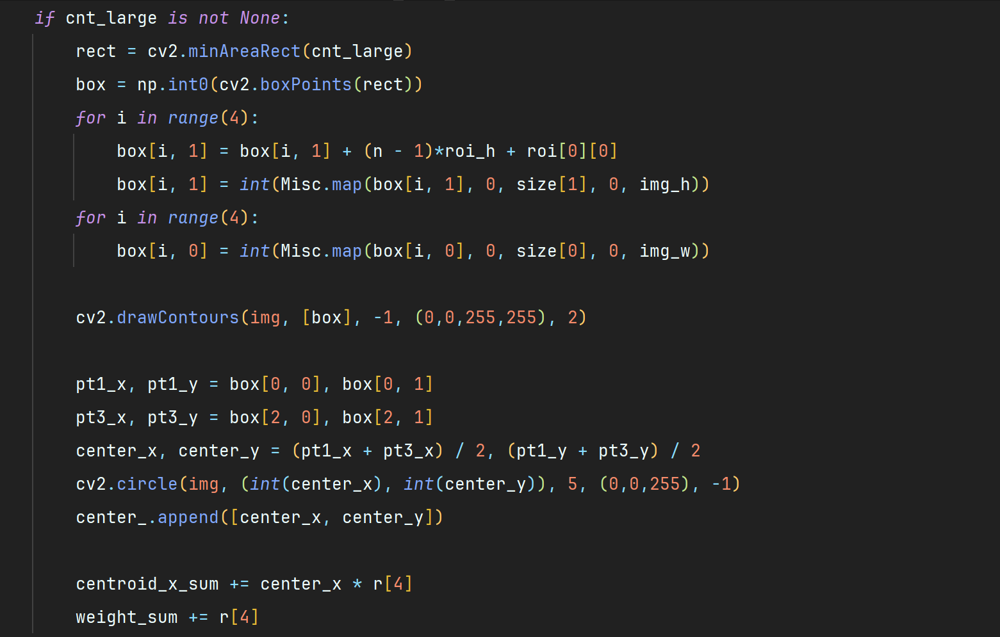 if cnt_large is not None:
    rect = cv2.minAreaRect(cnt_large)
    box = np.int0(cv2.boxPoints(rect))
    for i in range(4):
        box[i, 1] = box[i, 1] + (n - 1)*roi_h + roi[0][0]
        box[i, 1] = int(Misc.map(box[i, 1], 0, size[1], 0, img_h))
    for i in range(4):
        box[i, 0] = int(Misc.map(box[i, 0], 0, size[0], 0, img_w))
    cv2.drawContours(img, [box], -1, (0,0,255,255), 2)
    pt1_x, pt1_y = box[0, 0], box[0, 1]
    pt3_x, pt3_y = box[2, 0], box[2, 1]
    center_x, center_y = (pt1_x + pt3_x) / 2, (pt1_y + pt3_y) / 2
    cv2.circle(img, (int(center_x), int(center_y)), 5, (0,0,255), -1)
    center_.append([center_x, center_y])
    centroid_x_sum += center_x * r[4]
    weight_sum += r[4]